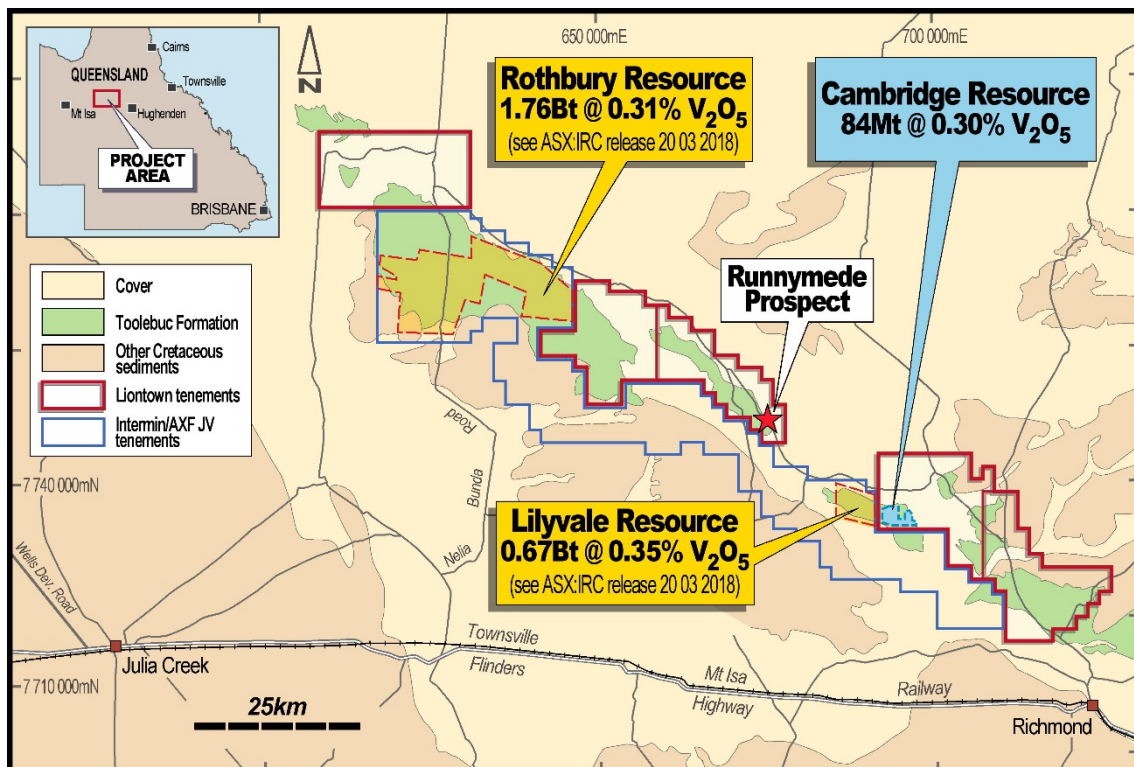 650 000mE
700 000mE
Cairns
QUEENSLAND
Townsville
Mt Isa
Hughenden
PROJECT
AREA
BRISBANE
N
Rothbury Resource
1.76Bt @ 0.31% V₂O₅
(see ASX:IRC release 20 03 2018)
Cambridge Resource
84Mt @ 0.30% V₂O₅
Cover
Toolebuc Formation
Other Cretaceous
sediments
Liontown tenements
Intermin/AXF JV
tenements
Runnymede
Prospect
Road
Bunda
Nelia
7 740 000mN
Lilyvale Resource
0.67Bt @ 0.35% V₂O₅
(see ASX:IRC release 20 03 2018)
Wells Dev. Road
Julia Creek
Townsville
Flinders
Mt Isa
Highway
Railway
7 710 000mN
25km
Richmond